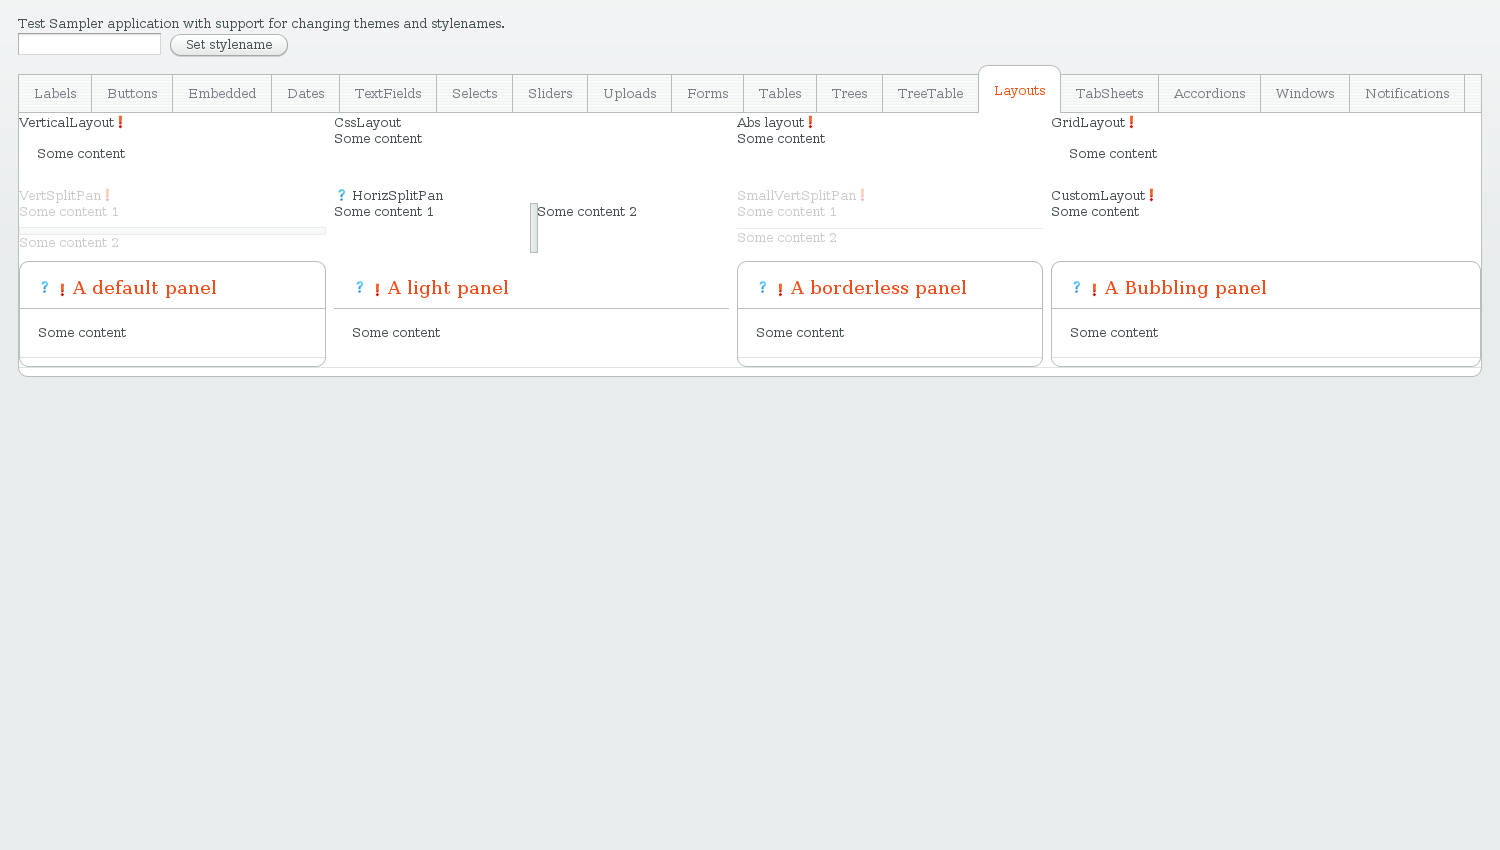 Test Sampler application with support for changing themes and stylenames.
Set stylename
Labels Buttons Embedded Dates TextFields Selects Sliders Uploads Forms Tables Trees TreeTable Layouts TabSheets Accordions Windows Notifications
VerticalLayout! CssLayout Abs layout! GridLayout!
Some content Some content
Some content Some content
VertSplitPan! ? HorizSplitPan SmallVertSplitPan! CustomLayout!
Some content 1 Some content 1 Some content 2 Some content 1 Some content
Some content 2 Some content 2
? ! A default panel ? ! A light panel ? ! A borderless panel ? ! A Bubbling panel
Some content Some content Some content Some content